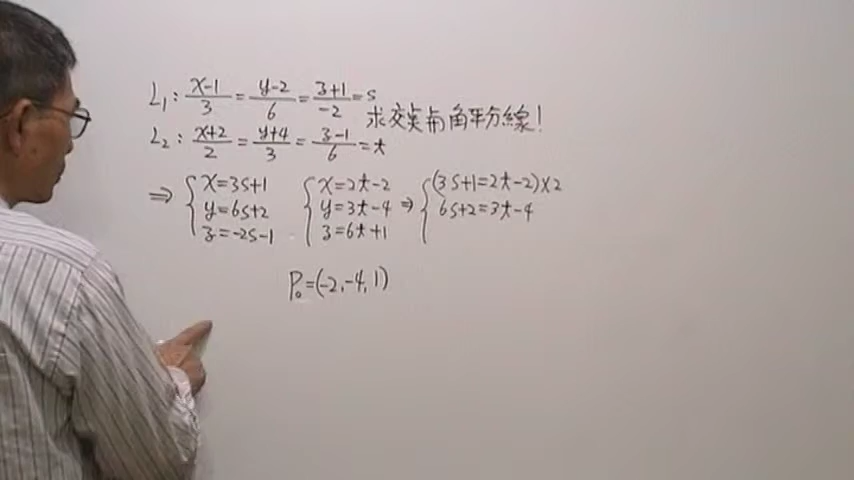 L₁: (x-1)/3 = (y-2)/6 = (z+1)/-2 = s
求交點與角平分線!
L₂: (x+2)/2 = (y+4)/3 = (z-1)/6 = t
⇒ { x=3s+1 { x=2t-2 ⇒ { (3s+1=2t-2)×2
y=6s+2 y=3t-4 6s+2=3t-4
z=-2s-1 z=6t+1
P₀=(-2,-4,1)